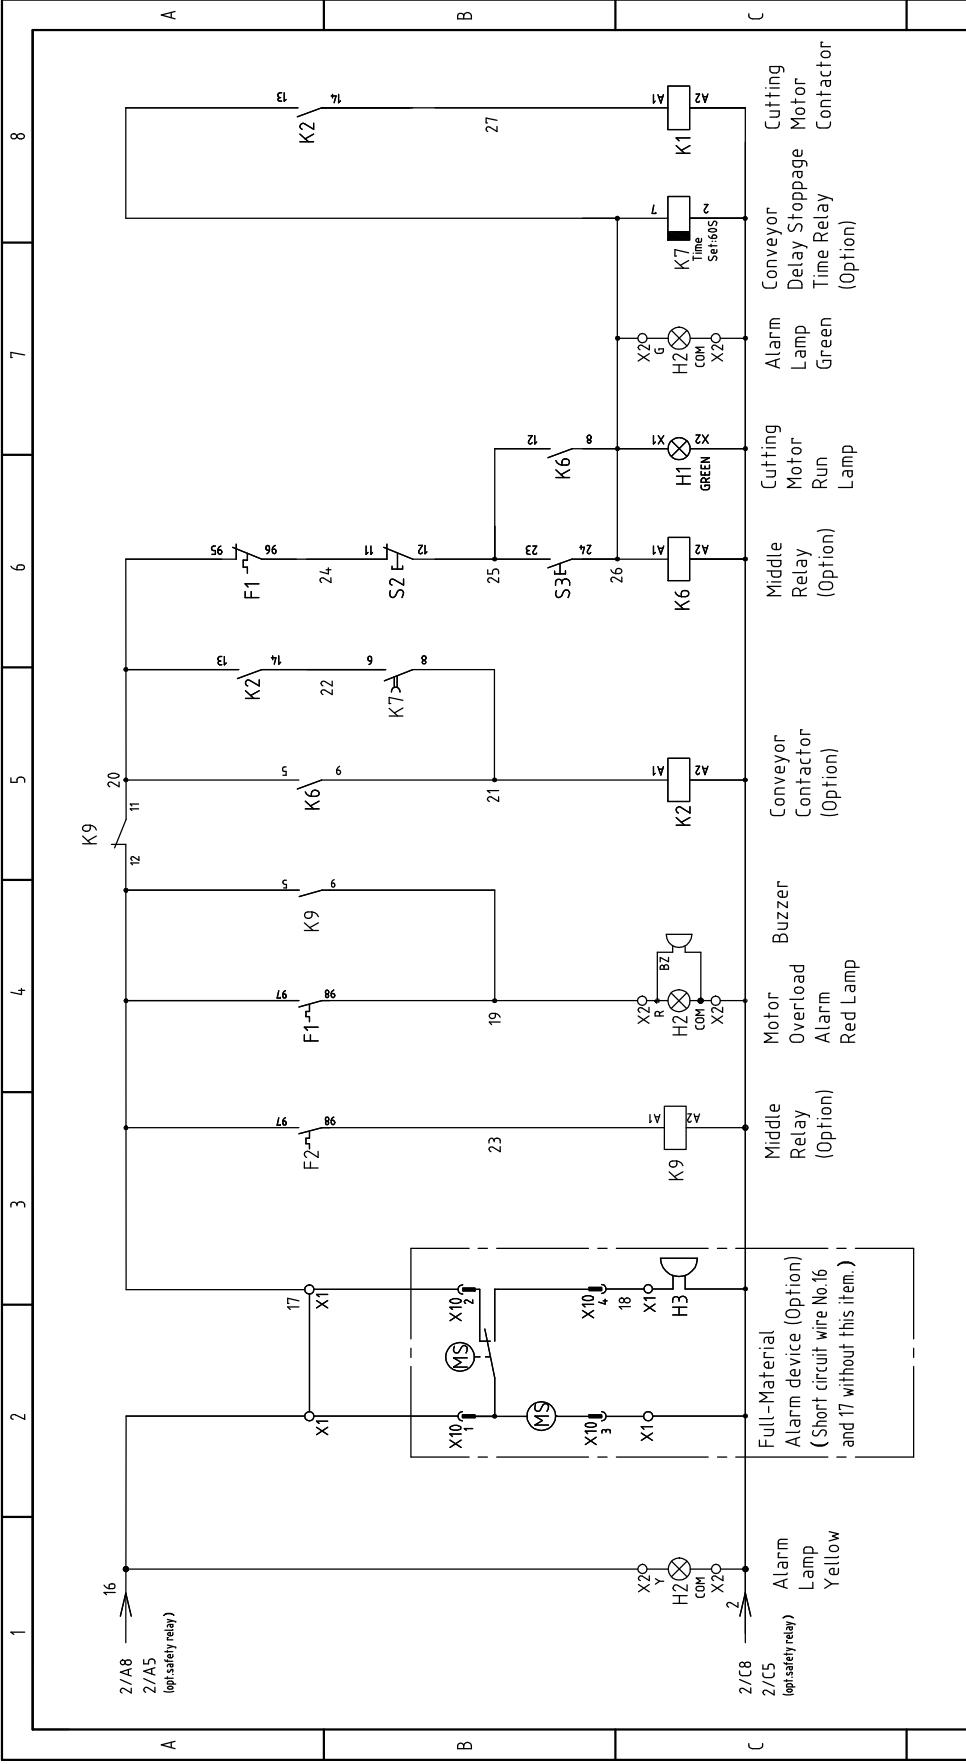 1
2
3
4
5
6
7
8
A
B
C
A
B
C
2/A8
2/A5
(opt.safety relay)
16
2/C8
2/C5
(opt.safety relay)
2
X2
Y
H2
COM
X2
Alarm
Lamp
Yellow
X1
17
X1
X10
1
X10
2
MS
MS
X10
3
X10
4
18
X1
X1
H3
Full-Material
Alarm device (Option)
(Short circuit wire No.16
and 17 without this item.)
F2
97
98
23
A1
A2
K9
Middle
Relay
(Option)
F1
97
98
19
X2
R
H2
COM
X2
BZ
Motor
Overload
Alarm
Red Lamp
K9
5
9
Buzzer
K9
12
11
20
K6
5
9
21
A1
A2
K2
Conveyor
Contactor
(Option)
K2
13
14
22
K7
6
8
F1
95
96
24
S2
11
12
25
S3
23
24
26
A1
A2
K6
Middle
Relay
(Option)
K6
12
8
X1
X2
H1
GREEN
Cutting
Motor
Run
Lamp
X2
G
H2
COM
X2
Alarm
Lamp
Green
7
2
K7
Time
Set:60S
Conveyor
Delay Stoppage
Time Relay
(Option)
K2
13
14
27
A1
A2
K1
Cutting
Motor
Contactor